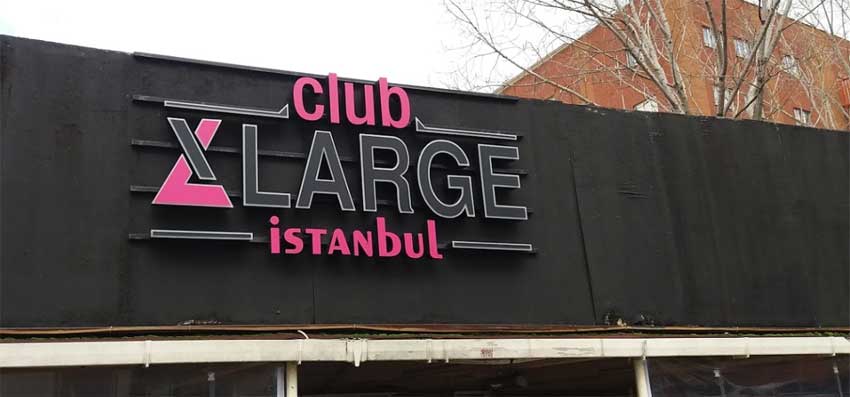 club
XLARGE
istanbul